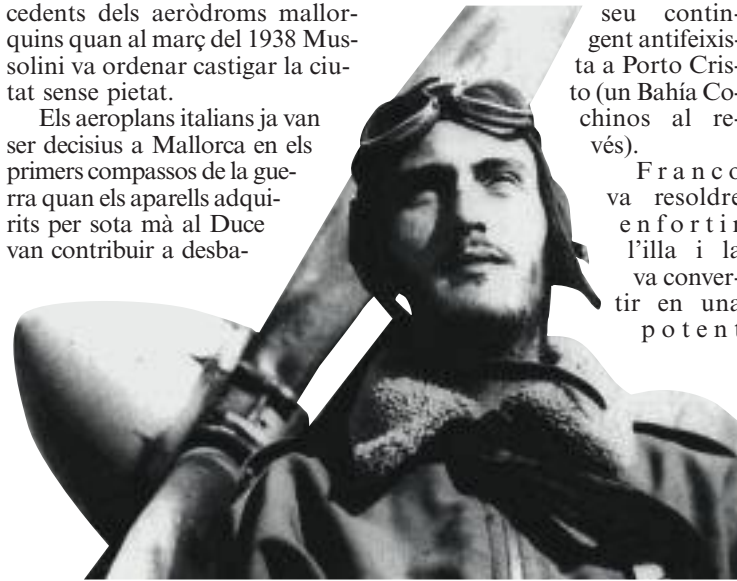 cedents dels aeròdroms mallor-
quins quan al març del 1938 Mus-
solini va ordenar castigar la ciu-
tat sense pietat.
Els aeroplans italians ja van
ser decisius a Mallorca en els
primers compassos de la gue-
rra quan els aparells adqui-
rits per sota mà al Duce
van contribuir a desba-
seu contin-
gent antifeixis-
ta a Porto Cris-
to (un Bahía Co-
chinos al re-
vés).
Franco
va resoldre
enfortir
l'illa i la
va conver-
tir en una
potent